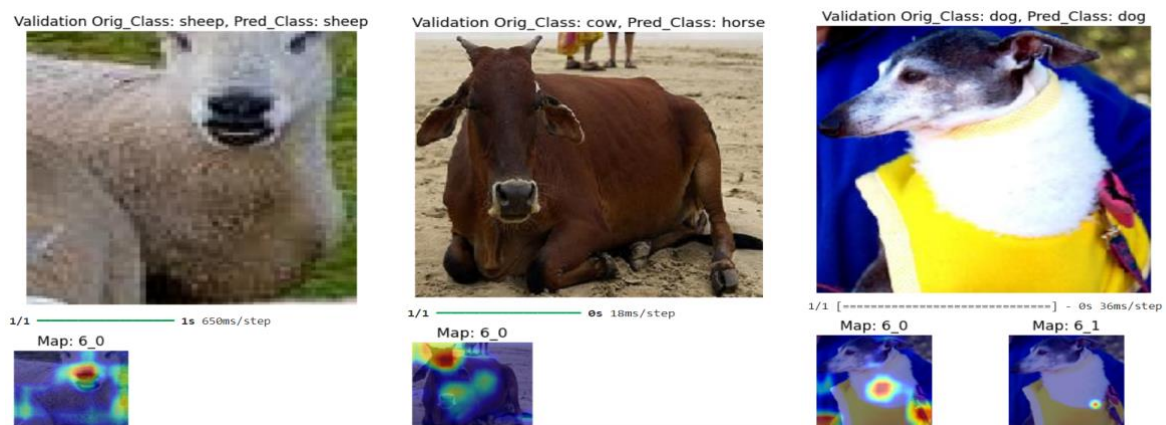 Validation Orig_Class: sheep, Pred_Class: sheep
1/1 1s 650ms/step
Map: 6_0
Validation Orig_Class: cow, Pred_Class: horse
1/1 0s 18ms/step
Map: 6_0
Validation Orig_Class: dog, Pred_Class: dog
1/1 [==============================] - 0s 36ms/step
Map: 6_0
Map: 6_1